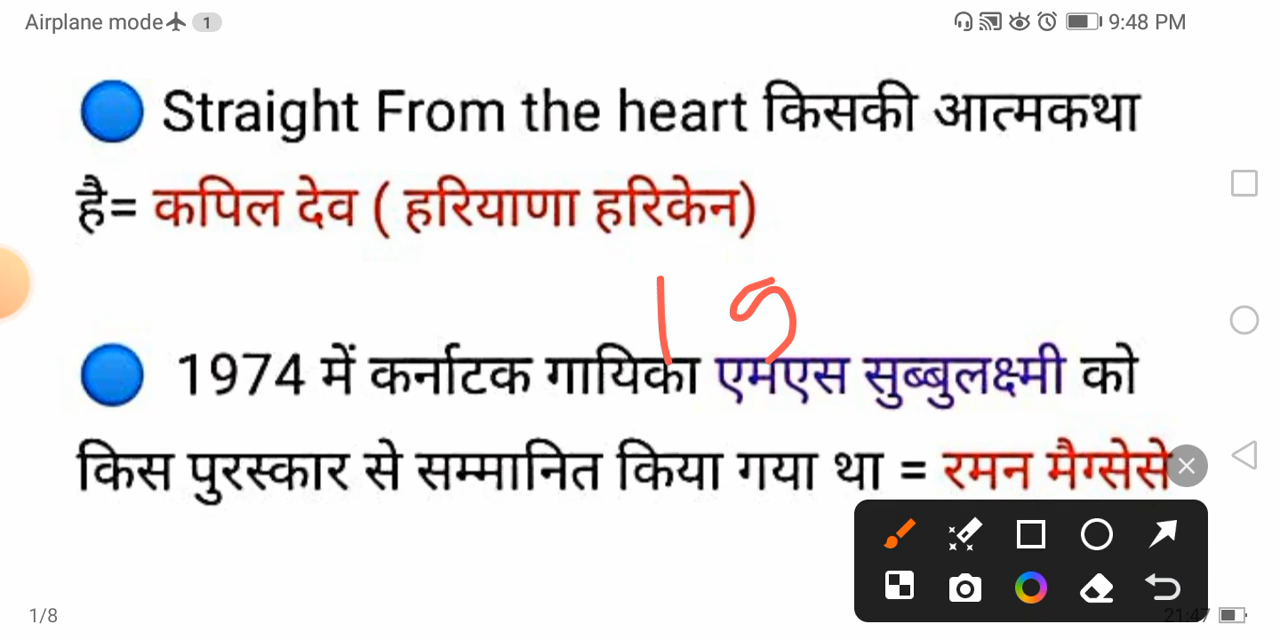 Airplane mode 1 9:48 PM
Straight From the heart किसकी आत्मकथा
है= कपिल देव ( हरियाणा हरिकेन)
19
1974 में कर्नाटक गायिका एमएस सुब्बुलक्ष्मी को
किस पुरस्कार से सम्मानित किया गया था = रमन मैग्सेसे
1/8 21:47